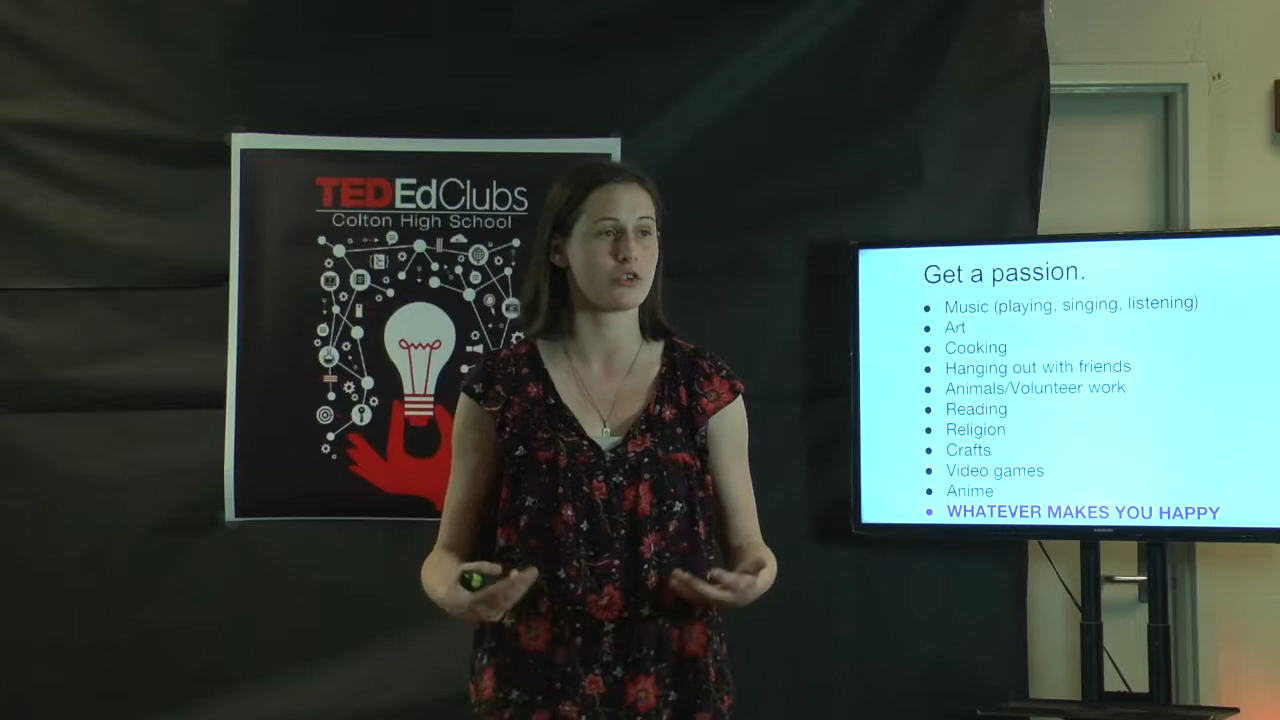 TEDEdClubs
Colton High School
Get a passion.
• Music (playing, singing, listening)
• Art
• Cooking
• Hanging out with friends
• Animals/Volunteer work
• Reading
• Religion
• Crafts
• Video games
• Anime
• WHATEVER MAKES YOU HAPPY
SAMSUNG